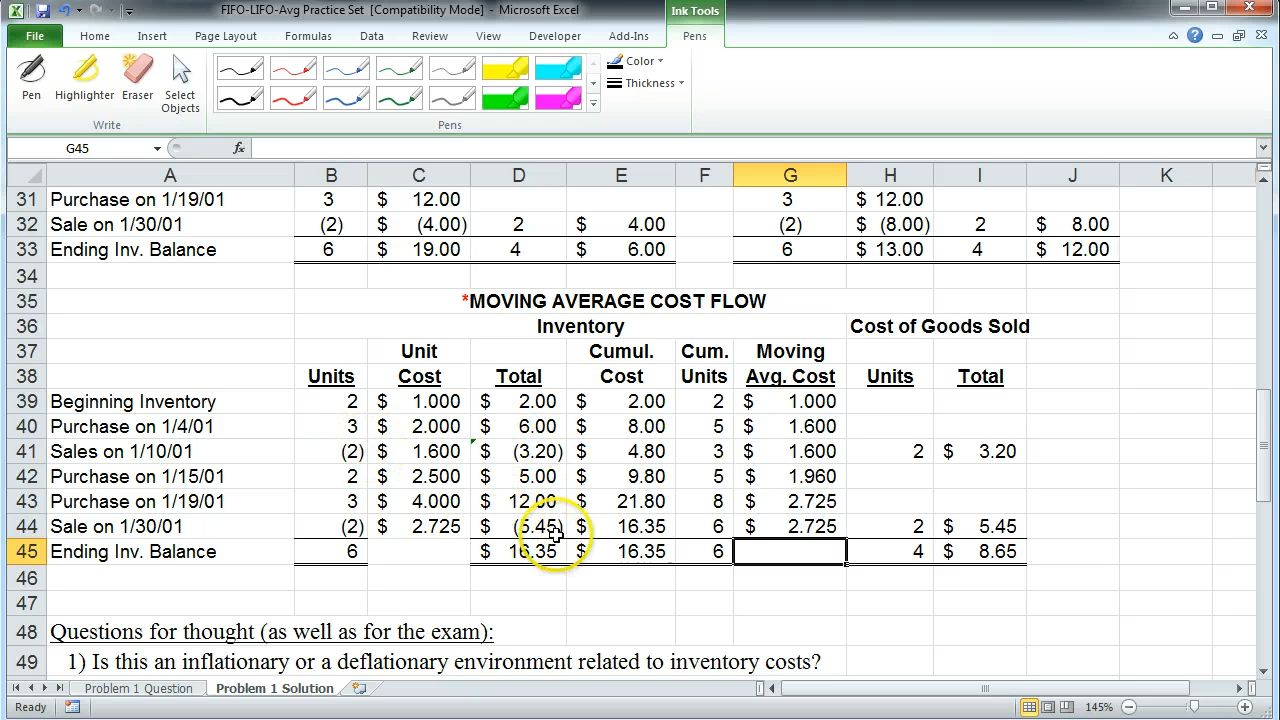 FIFO-LIFO-Avg Practice Set [Compatibility Mode] - Microsoft Excel
Ink Tools
File Home Insert Page Layout Formulas Data Review View Developer Add-Ins Pens
Pen Highlighter Eraser Select Objects
Color
Thickness
Write Pens
G45 fx
A B C D E F G H I J K
31 Purchase on 1/19/01 3 $ 12.00 3 $ 12.00
32 Sale on 1/30/01 (2) $ (4.00) 2 $ 4.00 (2) $ (8.00) 2 $ 8.00
33 Ending Inv. Balance 6 $ 19.00 4 $ 6.00 6 $ 13.00 4 $ 12.00
34
35 *MOVING AVERAGE COST FLOW
36 Inventory Cost of Goods Sold
37 Unit Cumul. Cum. Moving
38 Units Cost Total Cost Units Avg. Cost Units Total
39 Beginning Inventory 2 $ 1.000 $ 2.00 $ 2.00 2 $ 1.000
40 Purchase on 1/4/01 3 $ 2.000 $ 6.00 $ 8.00 5 $ 1.600
41 Sales on 1/10/01 (2) $ 1.600 $ (3.20) $ 4.80 3 $ 1.600 2 $ 3.20
42 Purchase on 1/15/01 2 $ 2.500 $ 5.00 $ 9.80 5 $ 1.960
43 Purchase on 1/19/01 3 $ 4.000 $ 12.00 $ 21.80 8 $ 2.725
44 Sale on 1/30/01 (2) $ 2.725 $ (5.45) $ 16.35 6 $ 2.725 2 $ 5.45
45 Ending Inv. Balance 6 $ 16.35 $ 16.35 6 4 $ 8.65
46
47
48 Questions for thought (as well as for the exam):
49 1) Is this an inflationary or a deflationary environment related to inventory costs?
Problem 1 Question Problem 1 Solution
Ready 145%